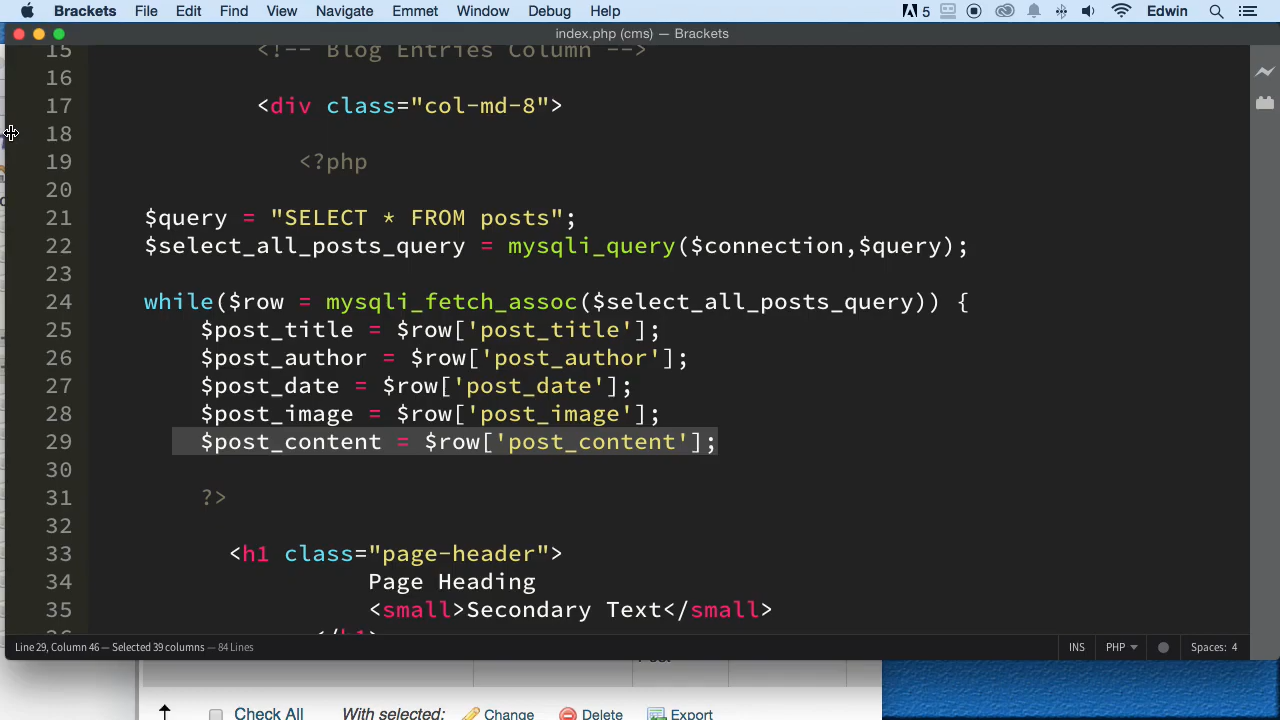 Brackets File Edit Find View Navigate Emmet Window Debug Help 5 Edwin
index.php (cms) — Brackets
15 <!-- Blog Entries Column -->
16
17 <div class="col-md-8">
18
19 <?php
20
21 $query = "SELECT * FROM posts";
22 $select_all_posts_query = mysqli_query($connection,$query);
23
24 while($row = mysqli_fetch_assoc($select_all_posts_query)) {
25 $post_title = $row['post_title'];
26 $post_author = $row['post_author'];
27 $post_date = $row['post_date'];
28 $post_image = $row['post_image'];
29 $post_content = $row['post_content'];
30
31 ?>
32
33 <h1 class="page-header">
34 Page Heading
35 <small>Secondary Text</small>
36 </h1>
Line 29, Column 46 — Selected 39 columns — 84 Lines INS PHP Spaces: 4
Post
Check All With selected: Change Delete Export